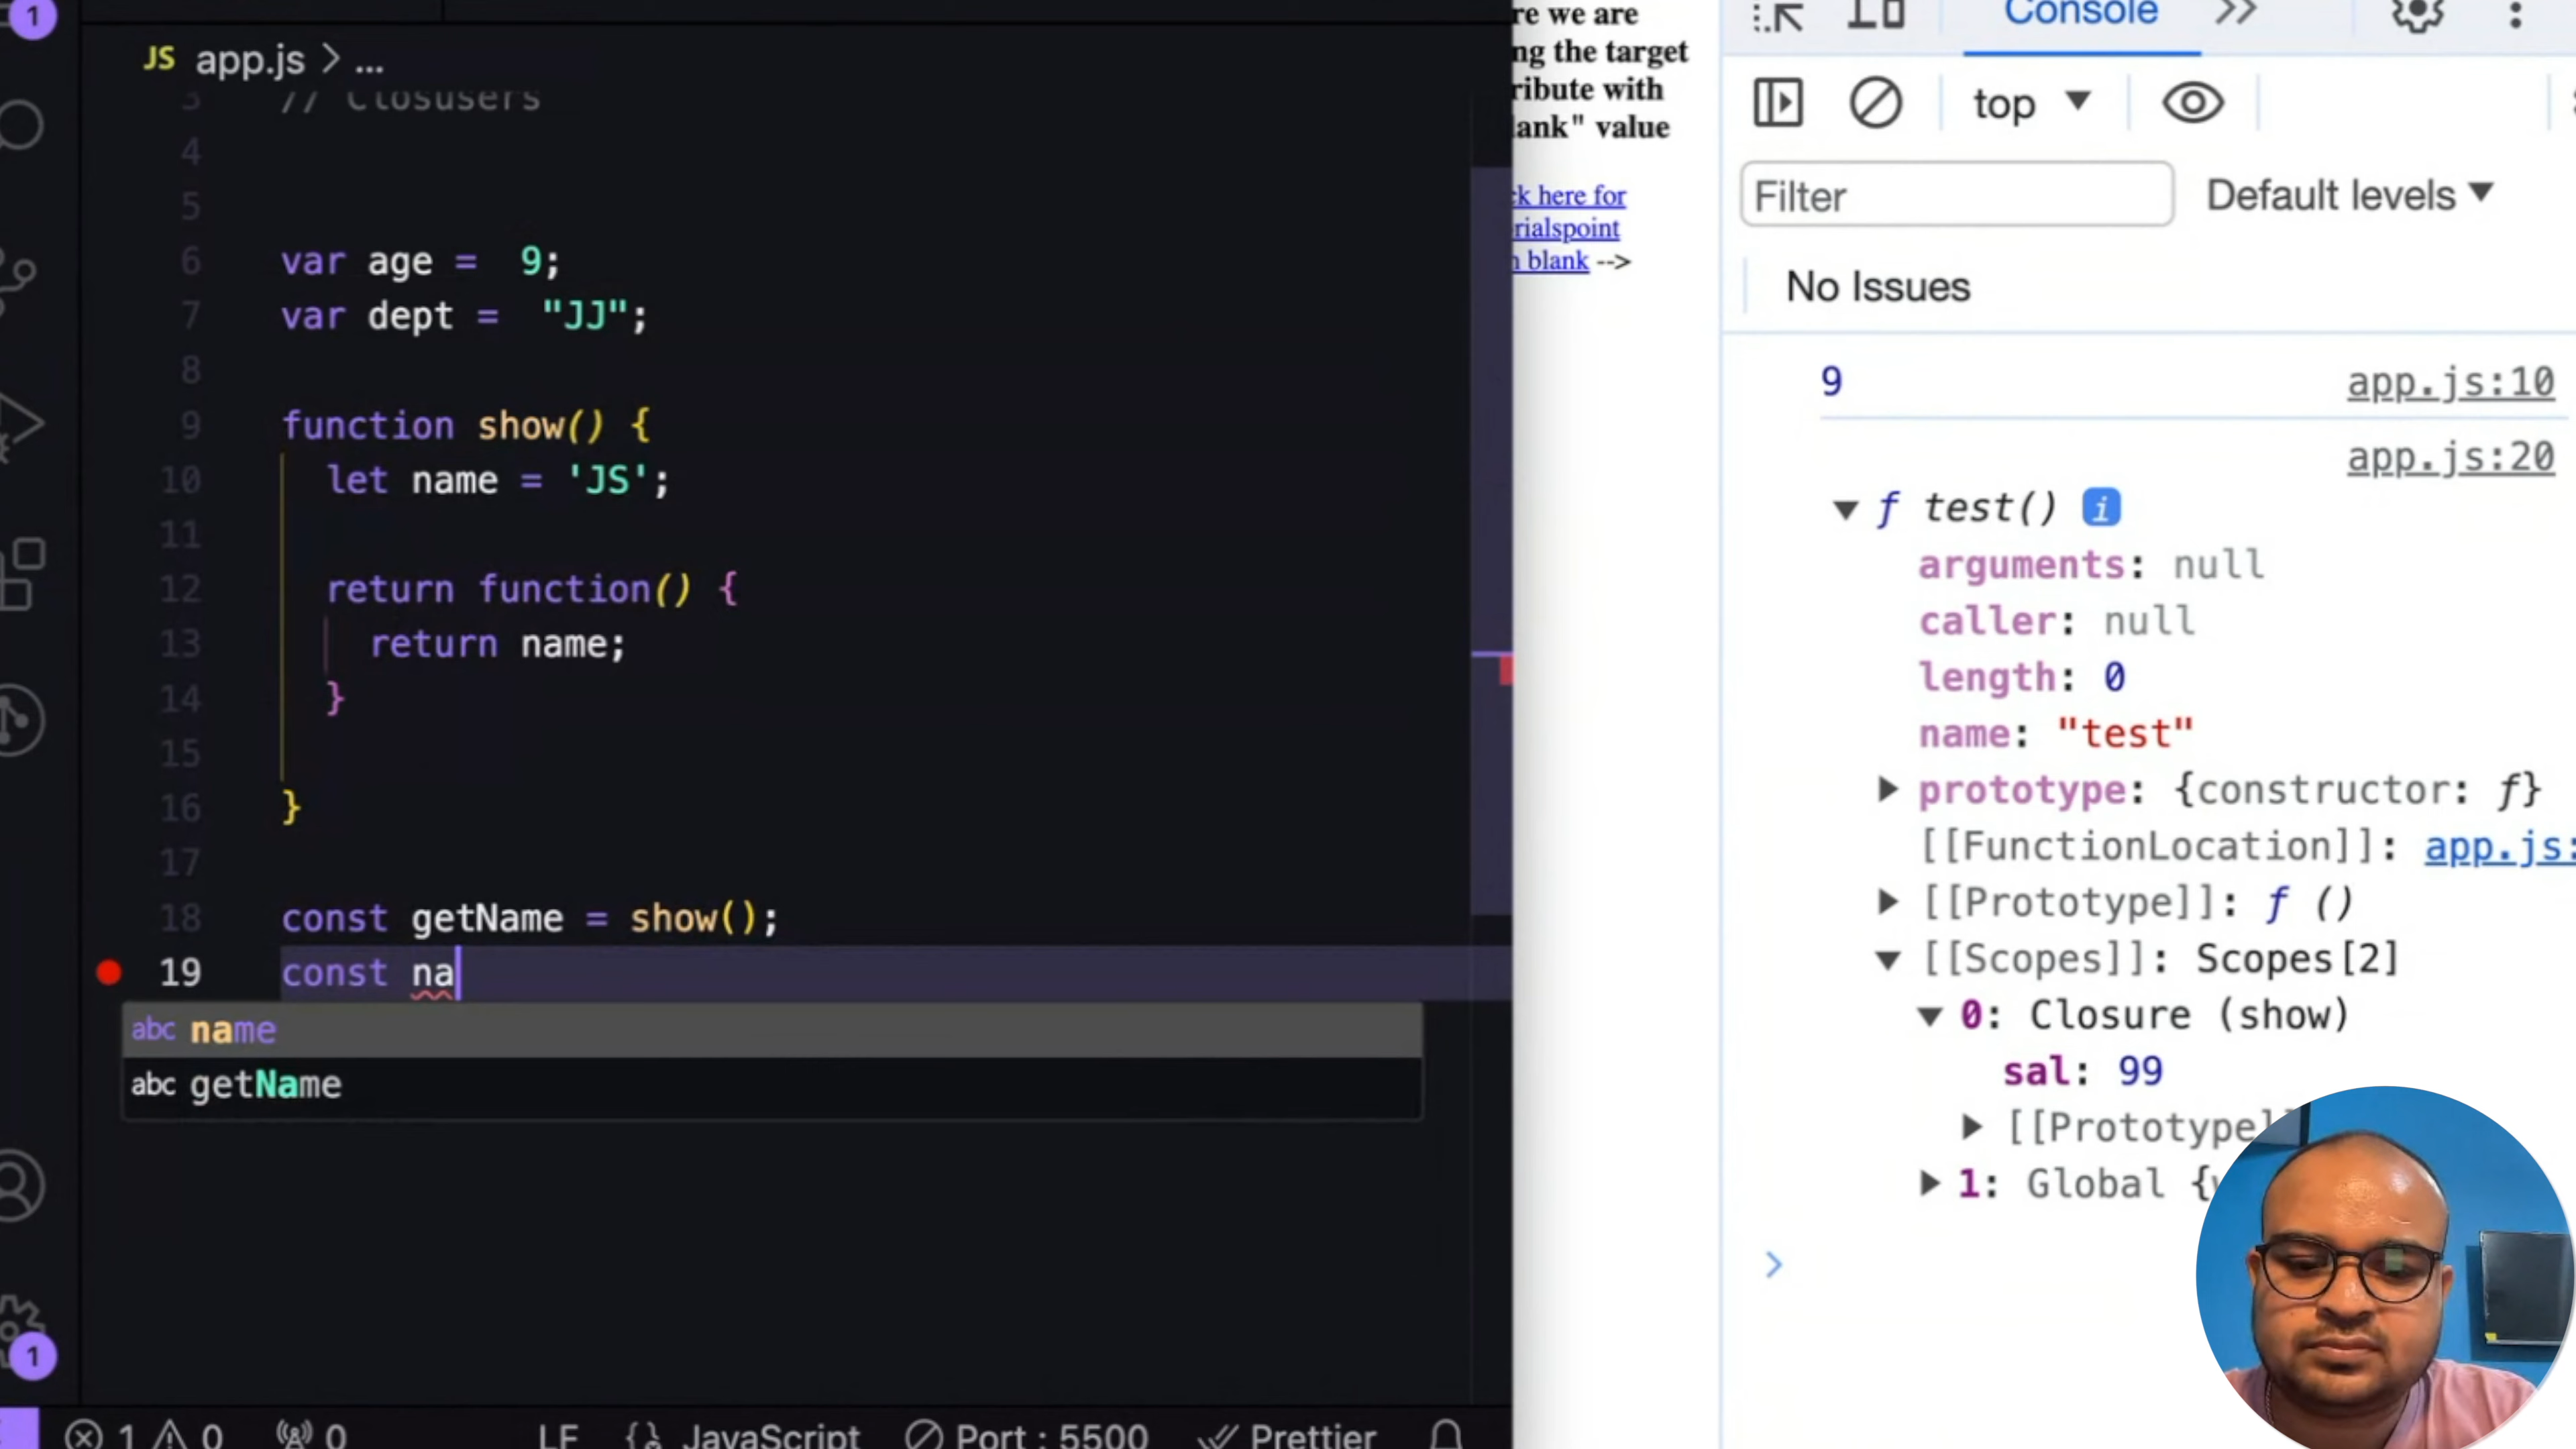 1
JS app.js > ...
3 // Closusers
4
5
6 var age = 9;
7 var dept = "JJ";
8
9 function show() {
10 let name = 'JS';
11
12 return function() {
13 return name;
14 }
15
16 }
17
18 const getName = show();
19 const na
abc name
abc getName
1
1 0 0 LF JavaScript Port : 5500 Prettier
re we are
ng the target
ribute with
ank" value
ck here for
rialspoint
blank -->
Console >>
top
Filter Default levels
No Issues
9 app.js:10
app.js:20
f test() i
arguments: null
caller: null
length: 0
name: "test"
prototype: {constructor: f}
[[FunctionLocation]]: app.js:
[[Prototype]]: f ()
[[Scopes]]: Scopes[2]
0: Closure (show)
sal: 99
[[Prototype]
1: Global {
>